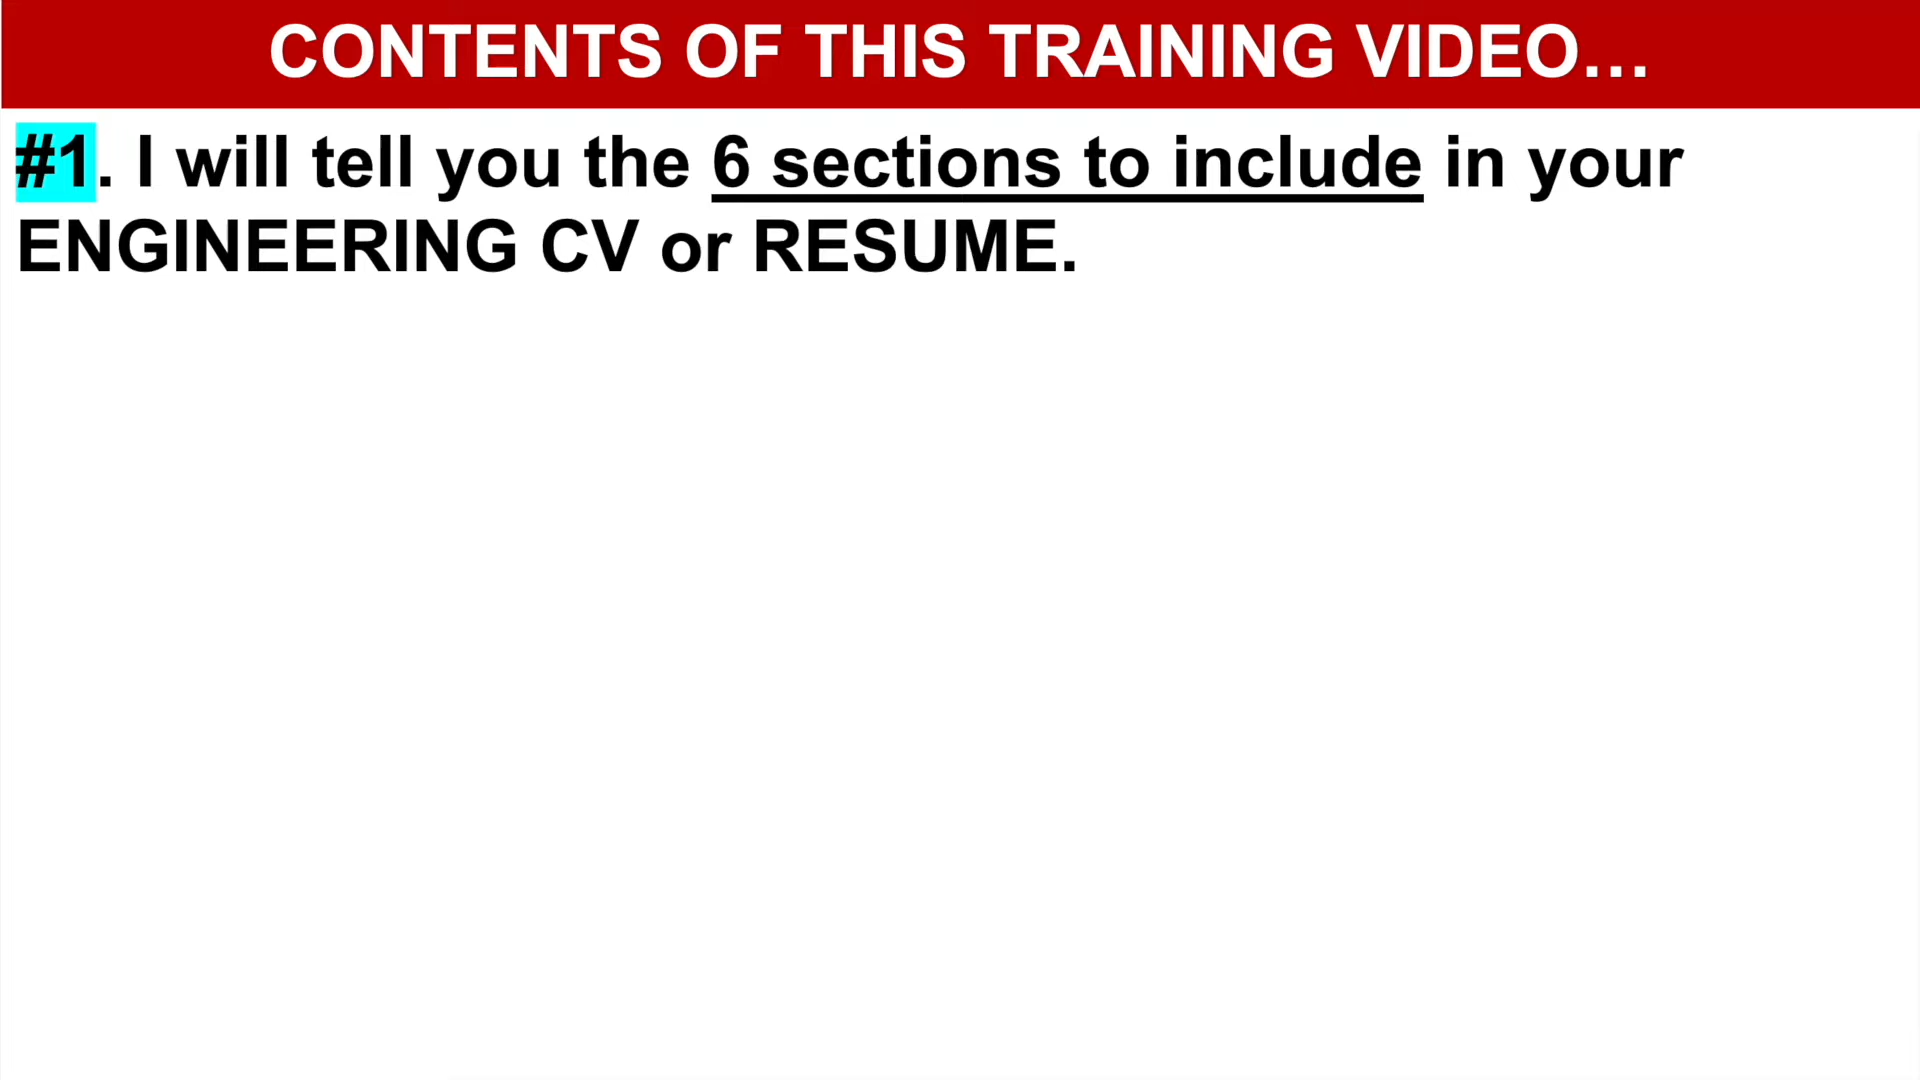 CONTENTS OF THIS TRAINING VIDEO…
#1. I will tell you the 6 sections to include in your
ENGINEERING CV or RESUME.